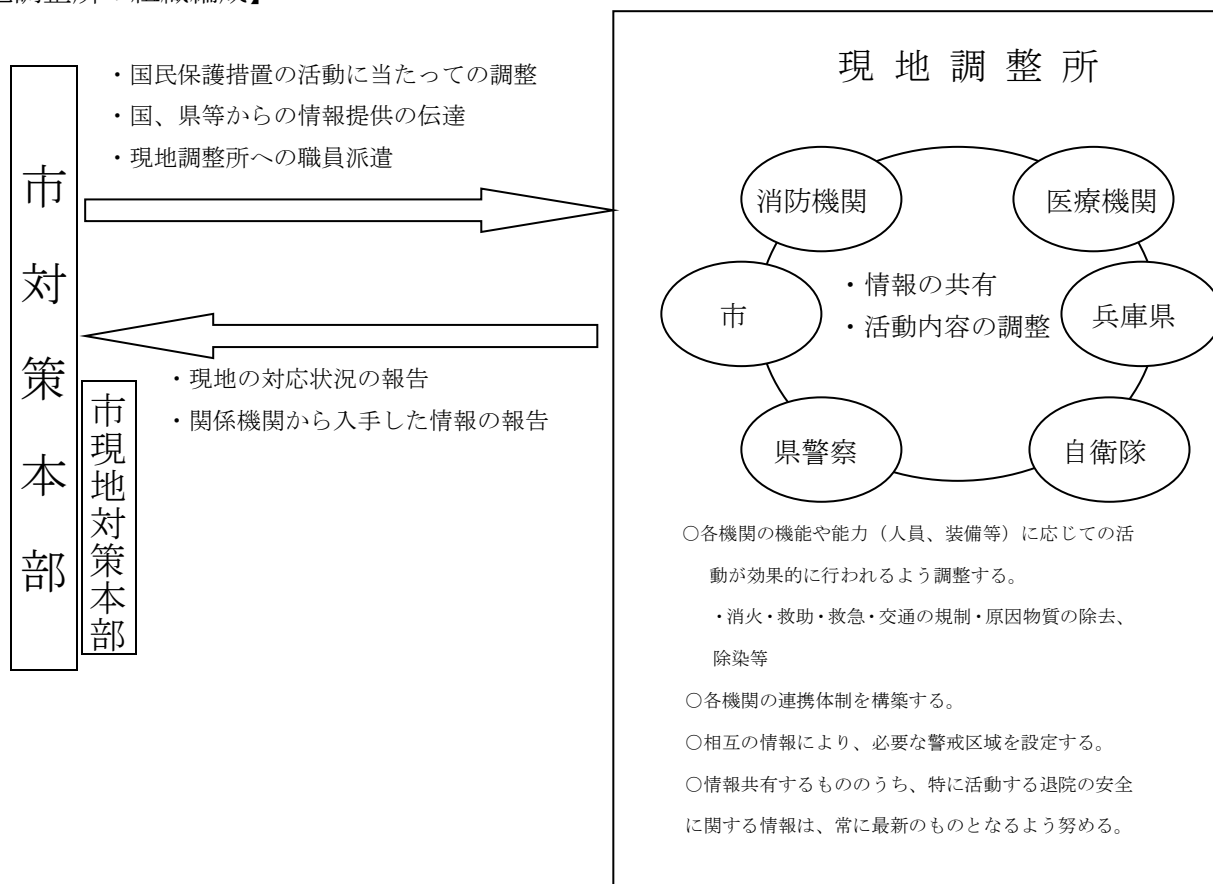 ・国民保護措置の活動に当たっての調整
・国、県等からの情報提供の伝達
・現地調整所への職員派遣
市対策本部
市現地対策本部
・現地の対応状況の報告
・関係機関から入手した情報の報告
現地調整所
消防機関
医療機関
市
・情報の共有
・活動内容の調整
兵庫県
県警察
自衛隊
○各機関の機能や能力（人員、装備等）に応じての活
動が効果的に行われるよう調整する。
・消火・救助・救急・交通の規制・原因物質の除去、
除染等
○各機関の連携体制を構築する。
○相互の情報により、必要な警戒区域を設定する。
○情報共有するもののうち、特に活動する退院の安全
に関する情報は、常に最新のものとなるよう努める。